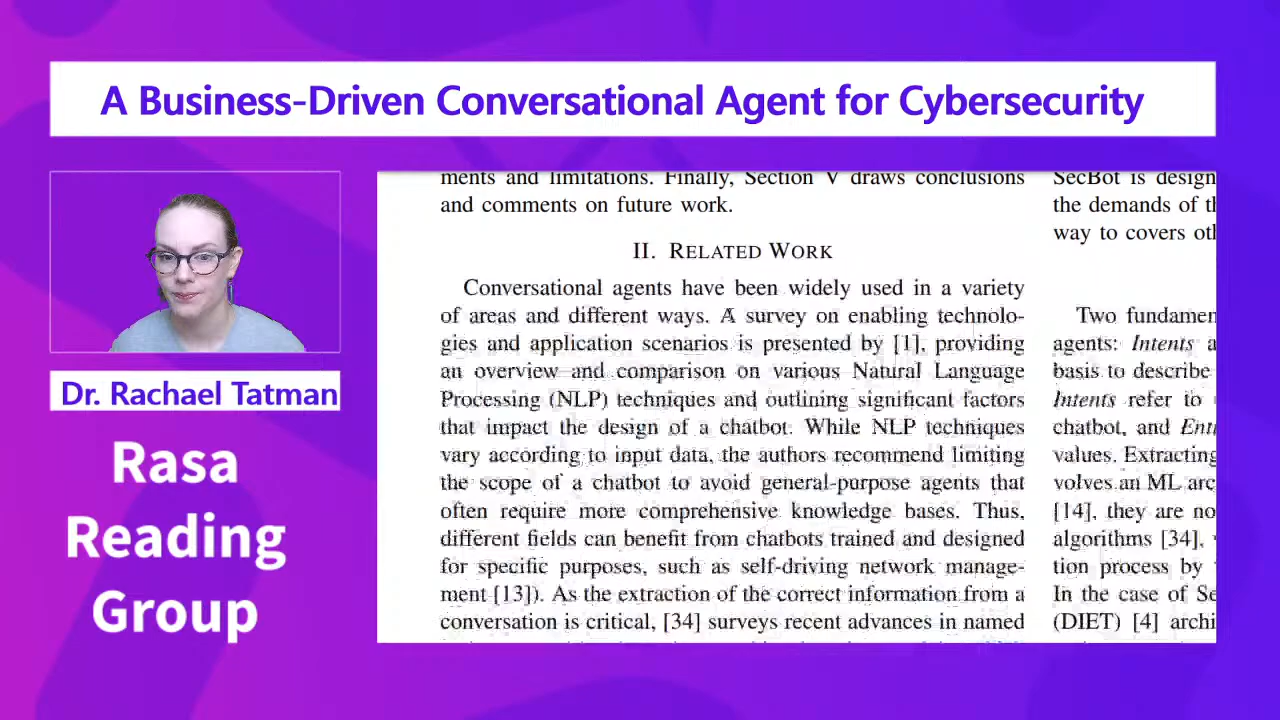 A Business-Driven Conversational Agent for Cybersecurity
Dr. Rachael Tatman
Rasa
Reading
Group
ments and limitations. Finally, Section V draws conclusions
and comments on future work.
II. RELATED WORK
Conversational agents have been widely used in a variety
of areas and different ways. A survey on enabling technolo-
gies and application scenarios is presented by [1], providing
an overview and comparison on various Natural Language
Processing (NLP) techniques and outlining significant factors
that impact the design of a chatbot. While NLP techniques
vary according to input data, the authors recommend limiting
the scope of a chatbot to avoid general-purpose agents that
often require more comprehensive knowledge bases. Thus,
different fields can benefit from chatbots trained and designed
for specific purposes, such as self-driving network manage-
ment [13]). As the extraction of the correct information from a
conversation is critical, [34] surveys recent advances in named
SecBot is design
the demands of th
way to covers oth
Two fundamen
agents: Intents a
basis to describe
Intents refer to
chatbot, and Enti
values. Extracting
volves an ML arc
[14], they are no
algorithms [34],
tion process by
In the case of Se
(DIET) [4] archi